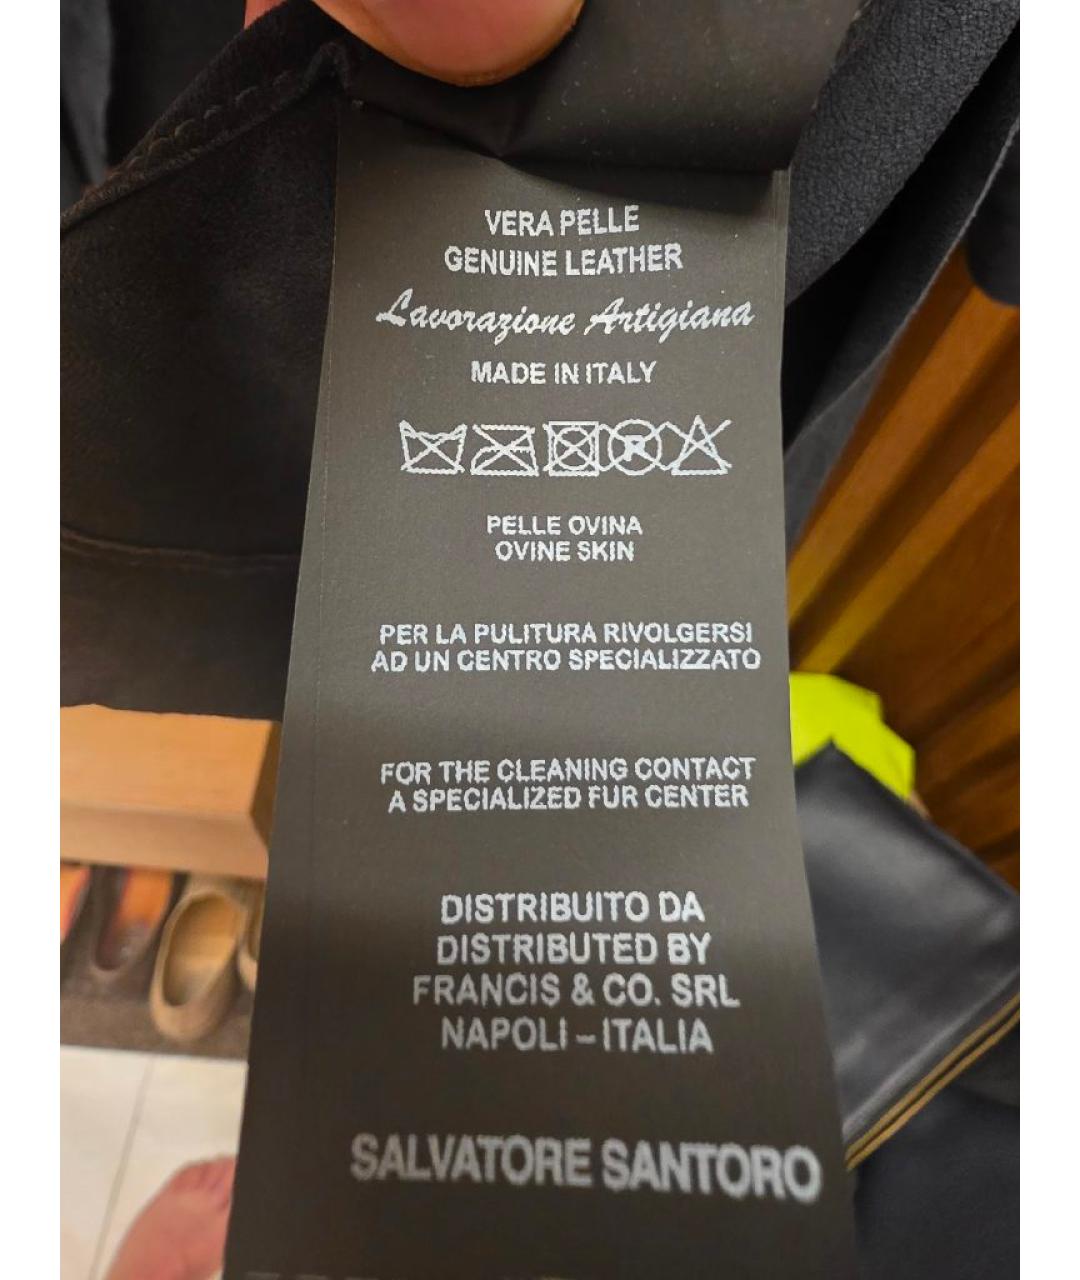 VERA PELLE
GENUINE LEATHER
Lavorazione Artigiana
MADE IN ITALY
PELLE OVINA
OVINE SKIN
PER LA PULITURA RIVOLGERSI
AD UN CENTRO SPECIALIZZATO
FOR THE CLEANING CONTACT
A SPECIALIZED FUR CENTER
DISTRIBUITO DA
DISTRIBUTED BY
FRANCIS & CO. SRL
NAPOLI – ITALIA
SALVATORE SANTORO